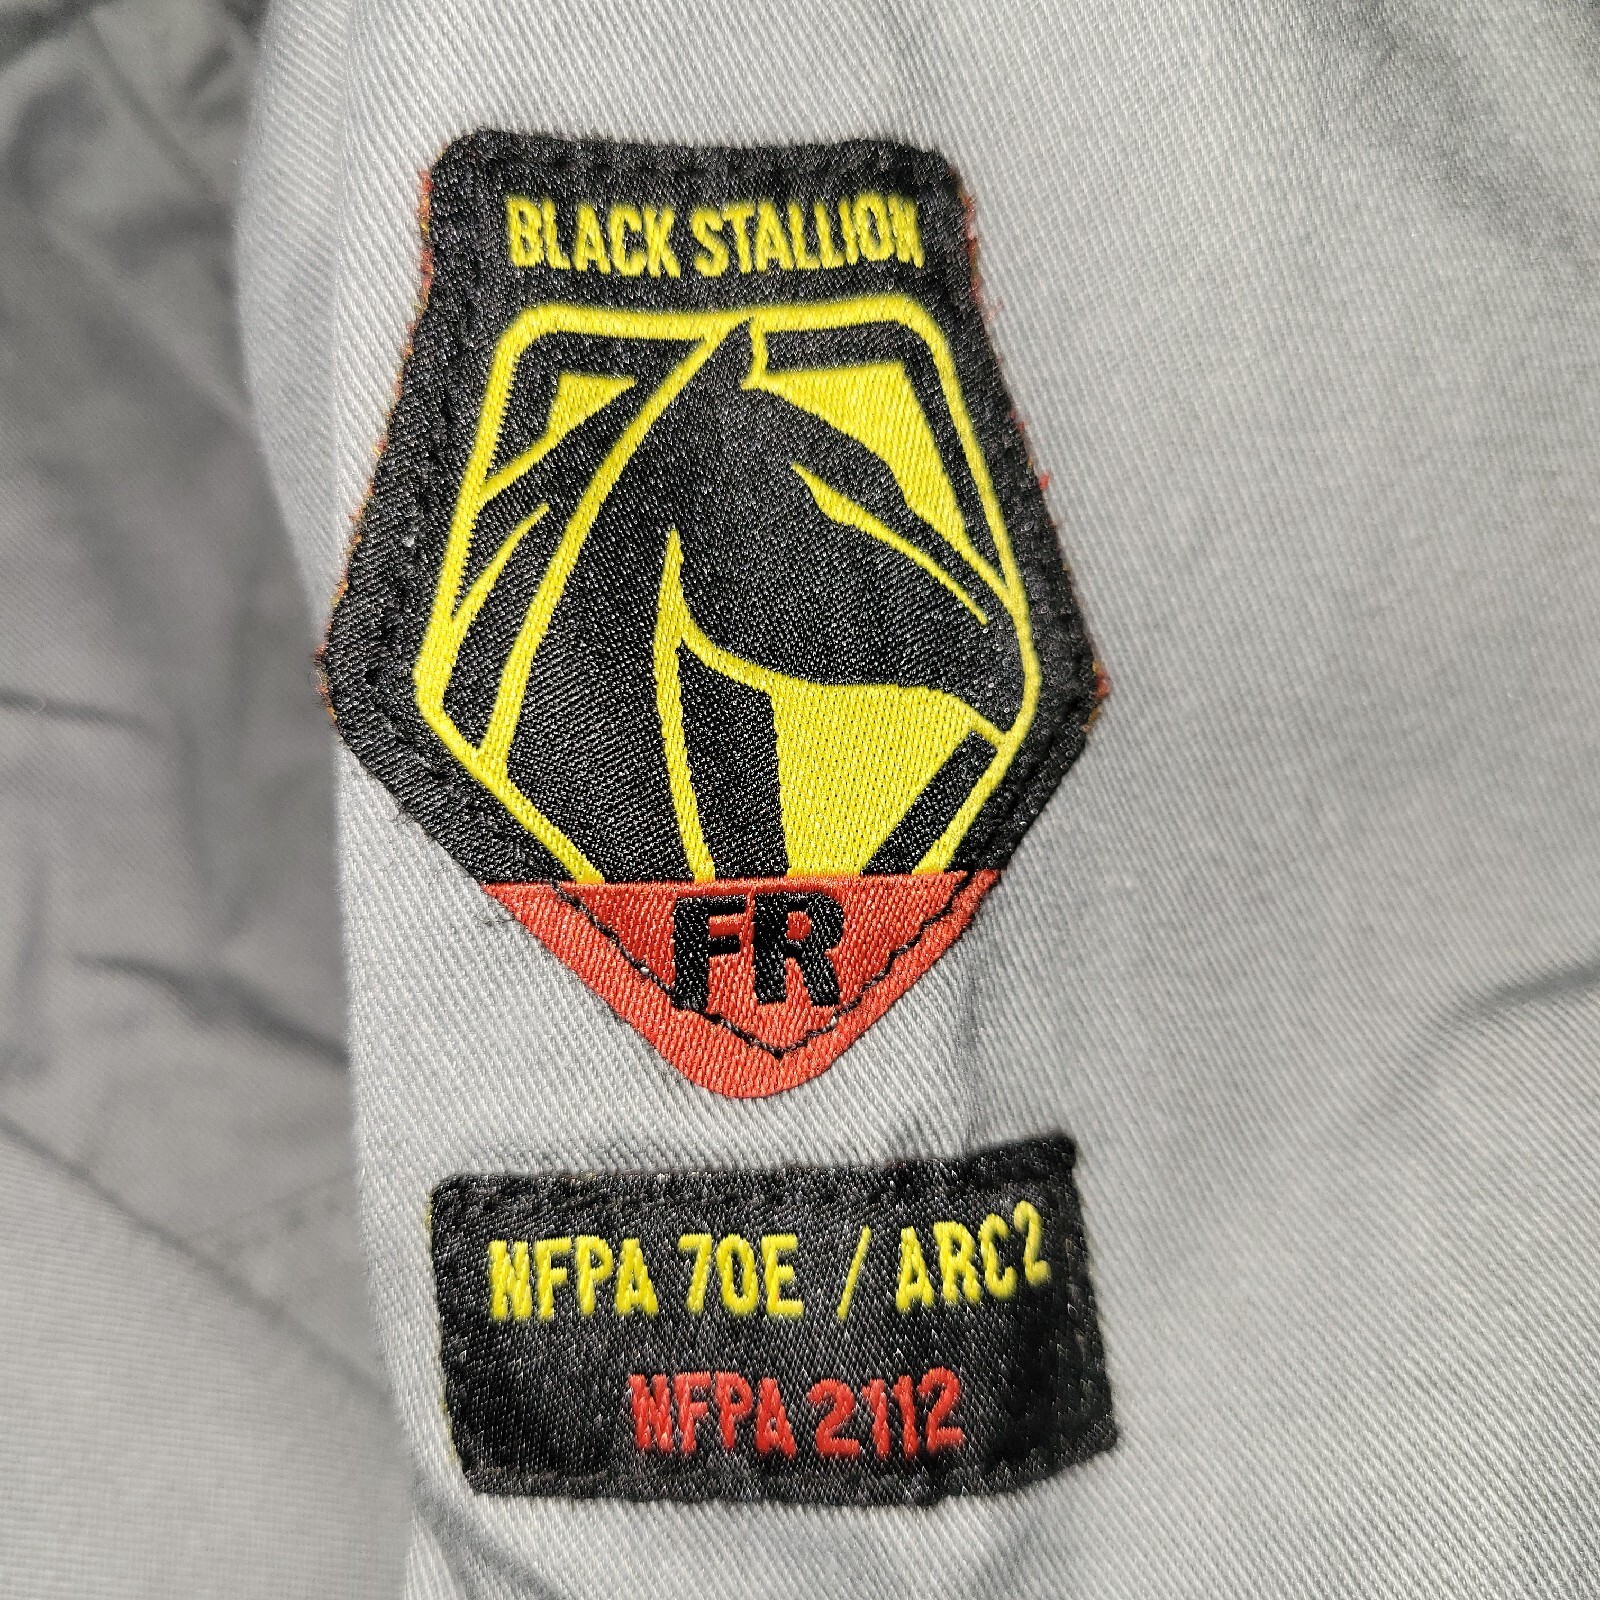 BLACK STALLION
FR
NFPA 70E / ARC2
NFPA 2112